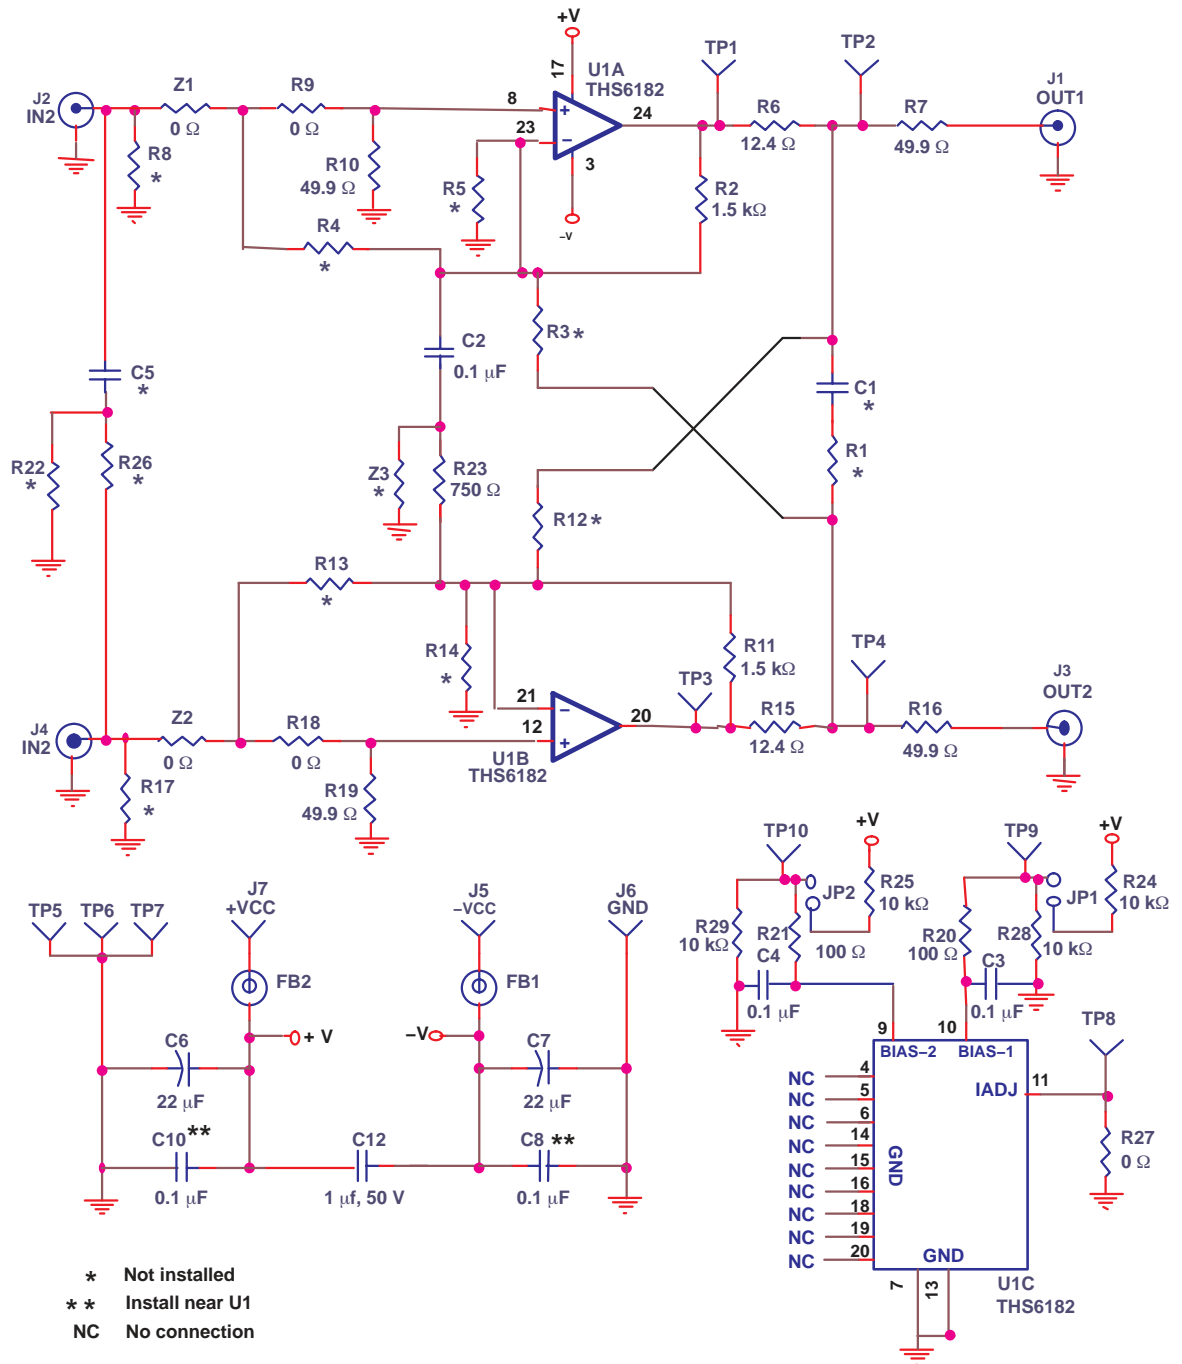 +V
TP1
TP2
J2
IN2
Z1
0 Ω
R9
0 Ω
17
U1A
THS6182
8
+
23
−
24
3
−V
R6
12.4 Ω
R7
49.9 Ω
J1
OUT1
R8
*
R10
49.9 Ω
R5
*
R2
1.5 kΩ
R4
*
R3*
C2
0.1 μF
C5
*
C1
*
R22
*
R26
*
Z3
*
R23
750 Ω
R1
*
R12*
R13
*
R14
*
R11
1.5 kΩ
TP3
TP4
J4
IN2
Z2
0 Ω
R18
0 Ω
21
−
12
+
20
U1B
THS6182
R15
12.4 Ω
R16
49.9 Ω
J3
OUT2
R17
*
R19
49.9 Ω
TP10
+V
TP9
+V
TP5
TP6
TP7
J7
+VCC
J5
−VCC
J6
GND
R29
10 kΩ
R21
100 Ω
JP2
R25
10 kΩ
R20
100 Ω
R28
10 kΩ
JP1
R24
10 kΩ
FB2
FB1
C4
0.1 μF
C3
0.1 μF
+ V
−V
C6
22 μF
C7
22 μF
C10**
0.1 μF
C12
1 μf, 50 V
C8 **
0.1 μF
9
10
BIAS−2
BIAS−1
TP8
IADJ
11
R27
0 Ω
NC 4
NC 5
NC 6
NC 14
NC 15
NC 16
NC 18
NC 19
NC 20
GND
GND
7
13
U1C
THS6182
* Not installed
* * Install near U1
NC No connection